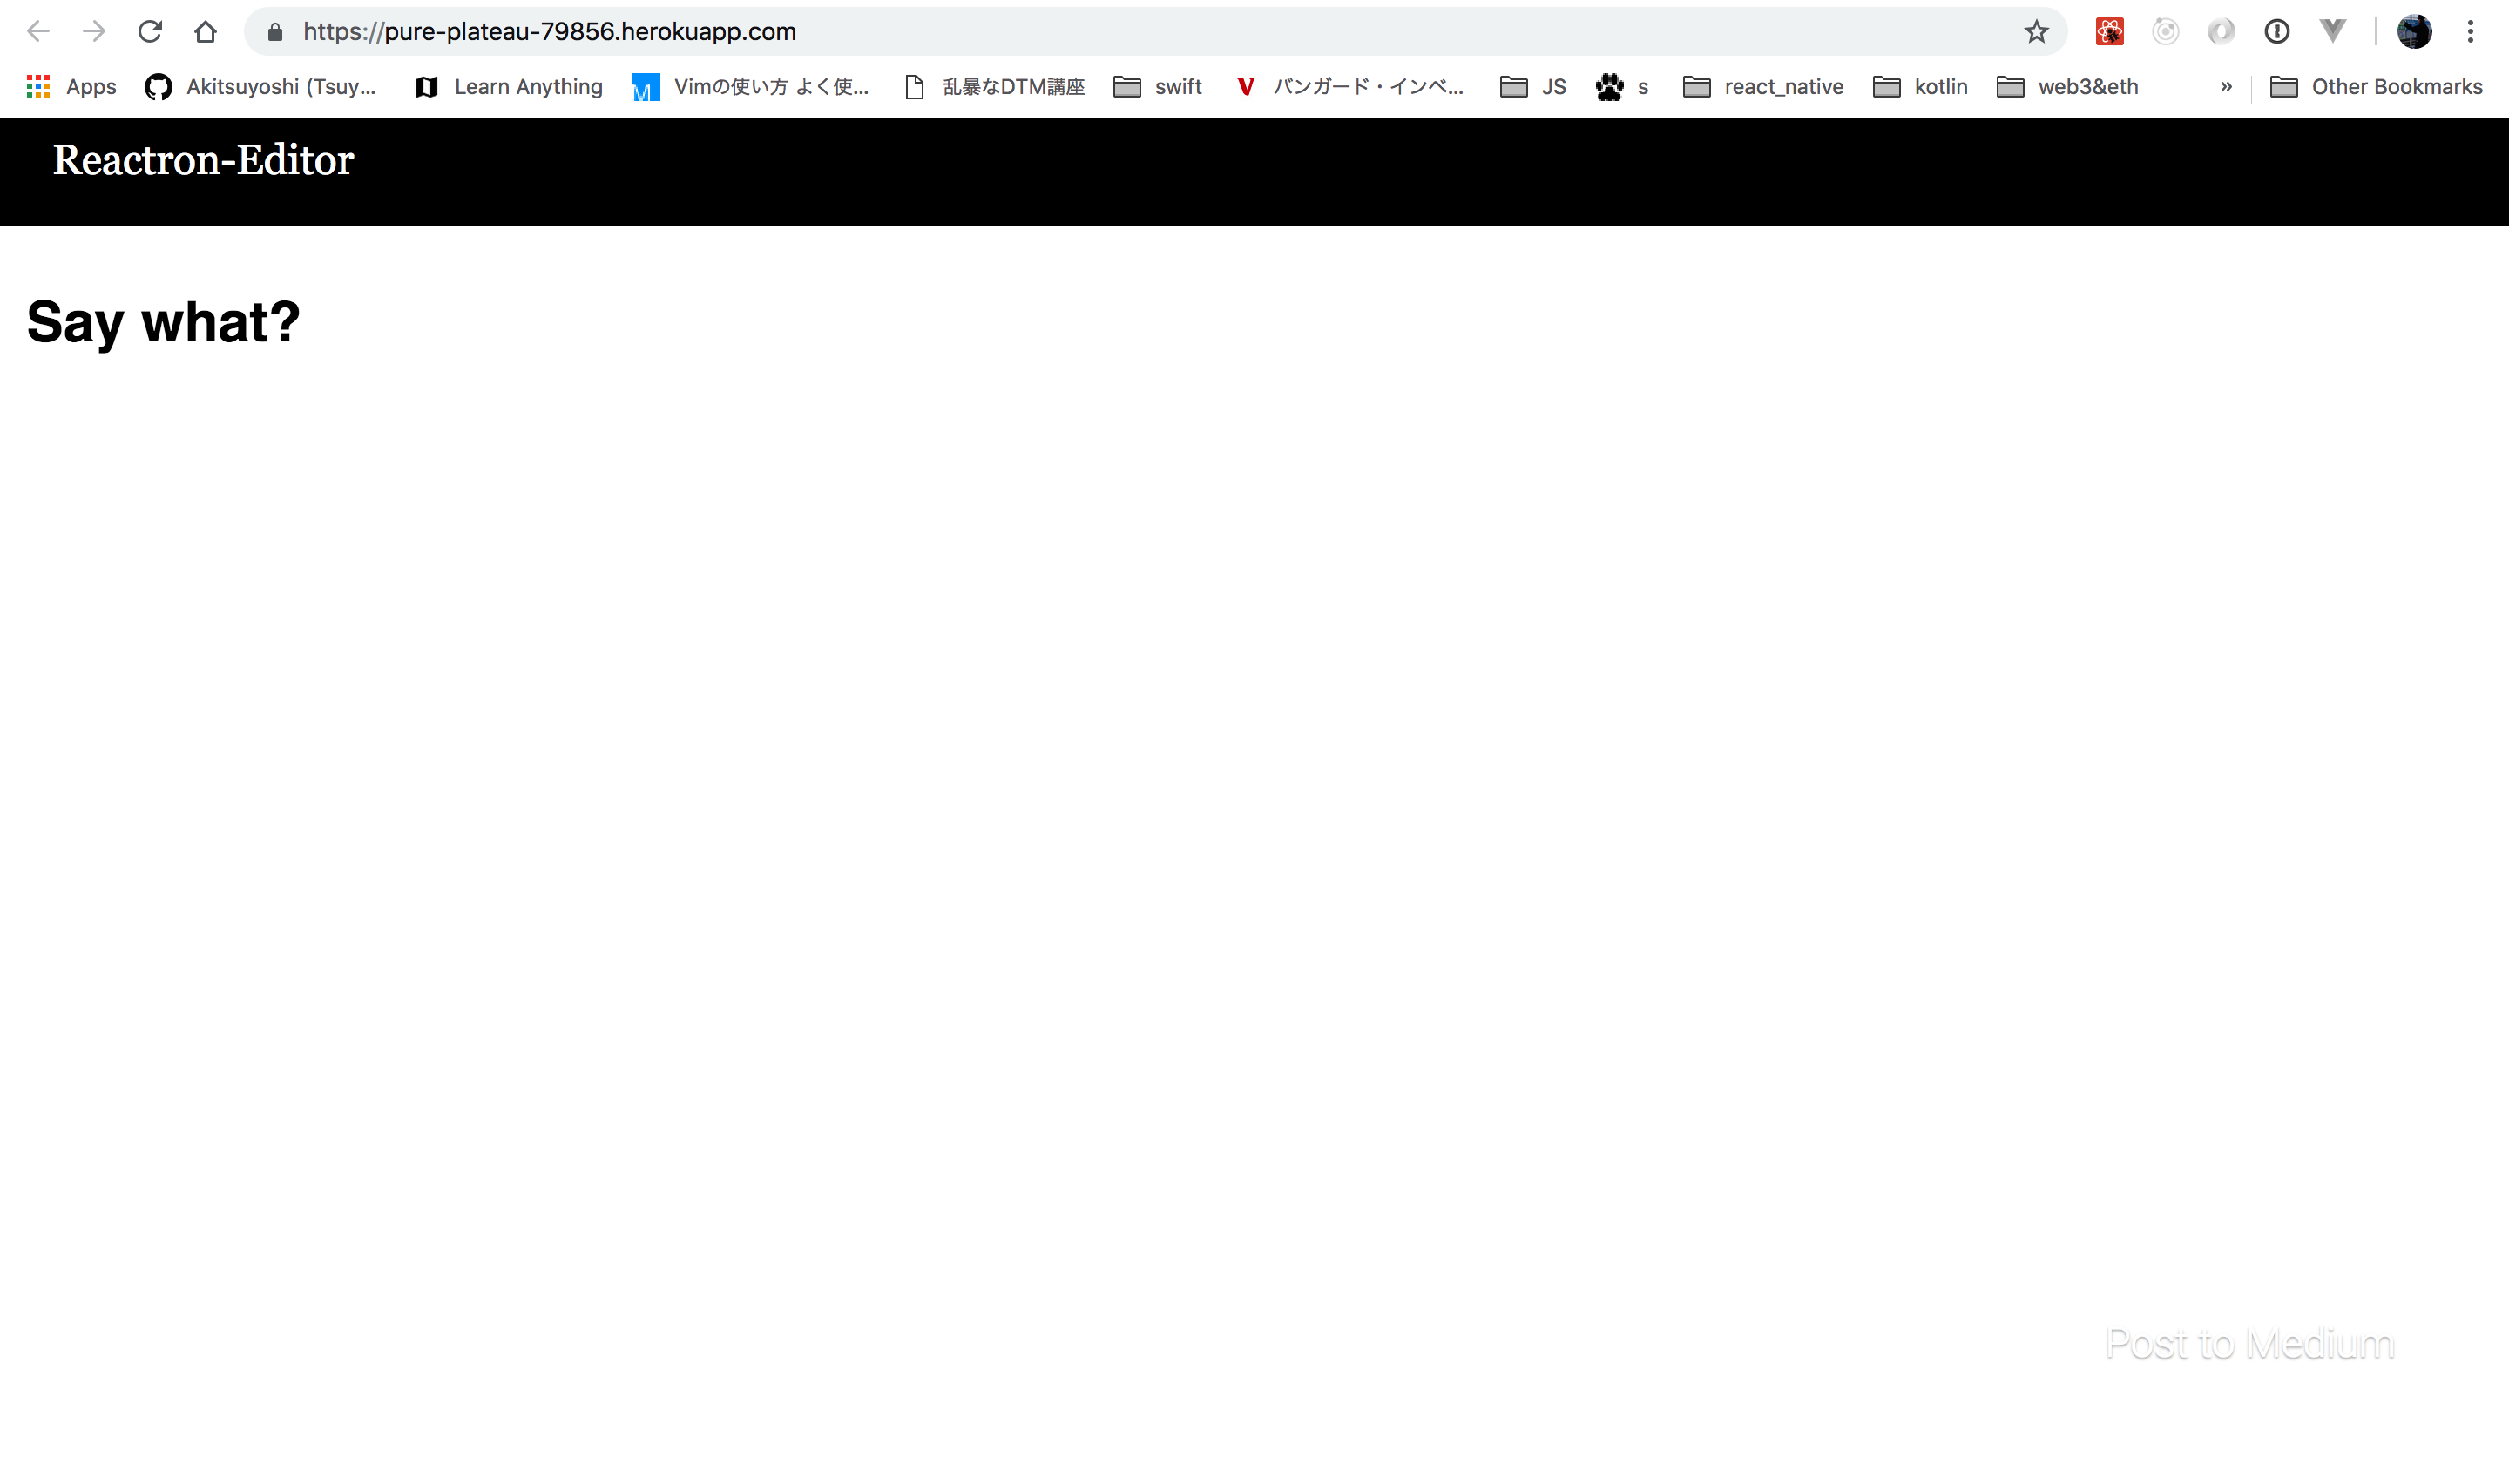 https://pure-plateau-79856.herokuapp.com
Apps Akitsuyoshi (Tsuy... Learn Anything Vimの使い方 よく使... 乱暴なDTM講座 swift バンガード・インベ... JS s react_native kotlin web3&eth » Other Bookmarks
Reactron-Editor
Say what?
Post to Medium